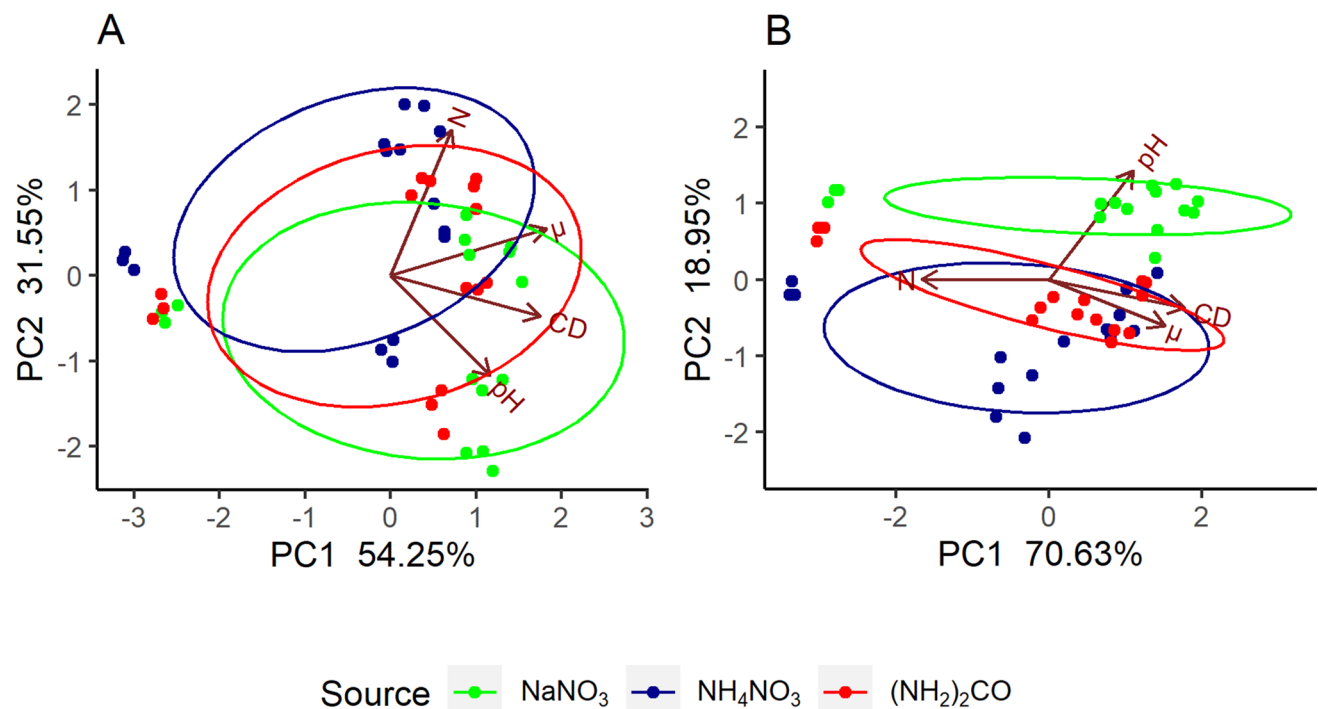 A
B
N
μ
CD
pH
2
1
0
-1
-2
-3
-2
-1
0
1
2
3
PC2 31.55%
PC1 54.25%
pH
N
CD
μ
2
1
0
-1
-2
-2
0
2
PC2 18.95%
PC1 70.63%
Source NaNO₃ NH₄NO₃ (NH₂)₂CO